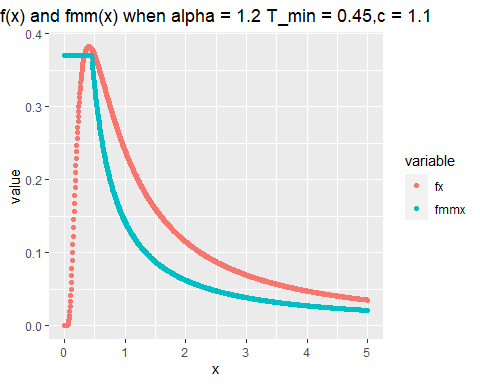 f(x) and fmm(x) when alpha = 1.2 T_min = 0.45,c = 1.1
0.4
0.3
0.2
0.1
0.0
value
0 1 2 3 4 5
x
variable
fx
fmmx